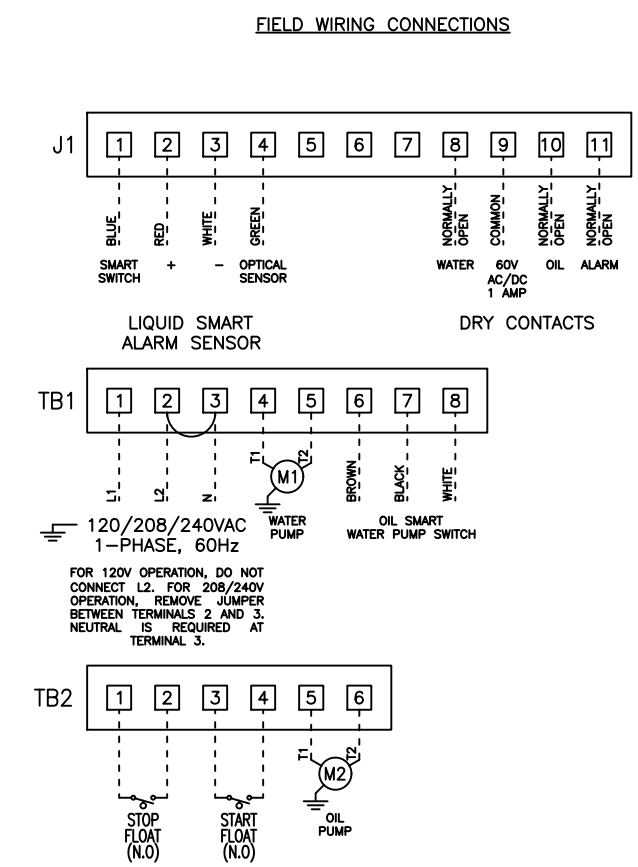 FIELD WIRING CONNECTIONS
J1
1 2 3 4 5 6 7 8 9 10 11
BLUE RED WHITE GREEN NORMALLY OPEN COMMON NORMALLY OPEN NORMALLY OPEN
SMART SWITCH + - OPTICAL SENSOR WATER 60V AC/DC 1 AMP OIL ALARM
LIQUID SMART
ALARM SENSOR
DRY CONTACTS
TB1
1 2 3 4 5 6 7 8
L1 L2 N T1 T2 BROWN BLACK WHITE
M1
120/208/240VAC
1-PHASE, 60Hz
WATER
PUMP
OIL SMART
WATER PUMP SWITCH
FOR 120V OPERATION, DO NOT
CONNECT L2. FOR 208/240V
OPERATION, REMOVE JUMPER
BETWEEN TERMINALS 2 AND 3.
NEUTRAL IS REQUIRED AT
TERMINAL 3.
TB2
1 2 3 4 5 6
T1 T2
M2
STOP
FLOAT
(N.O)
START
FLOAT
(N.O)
OIL
PUMP